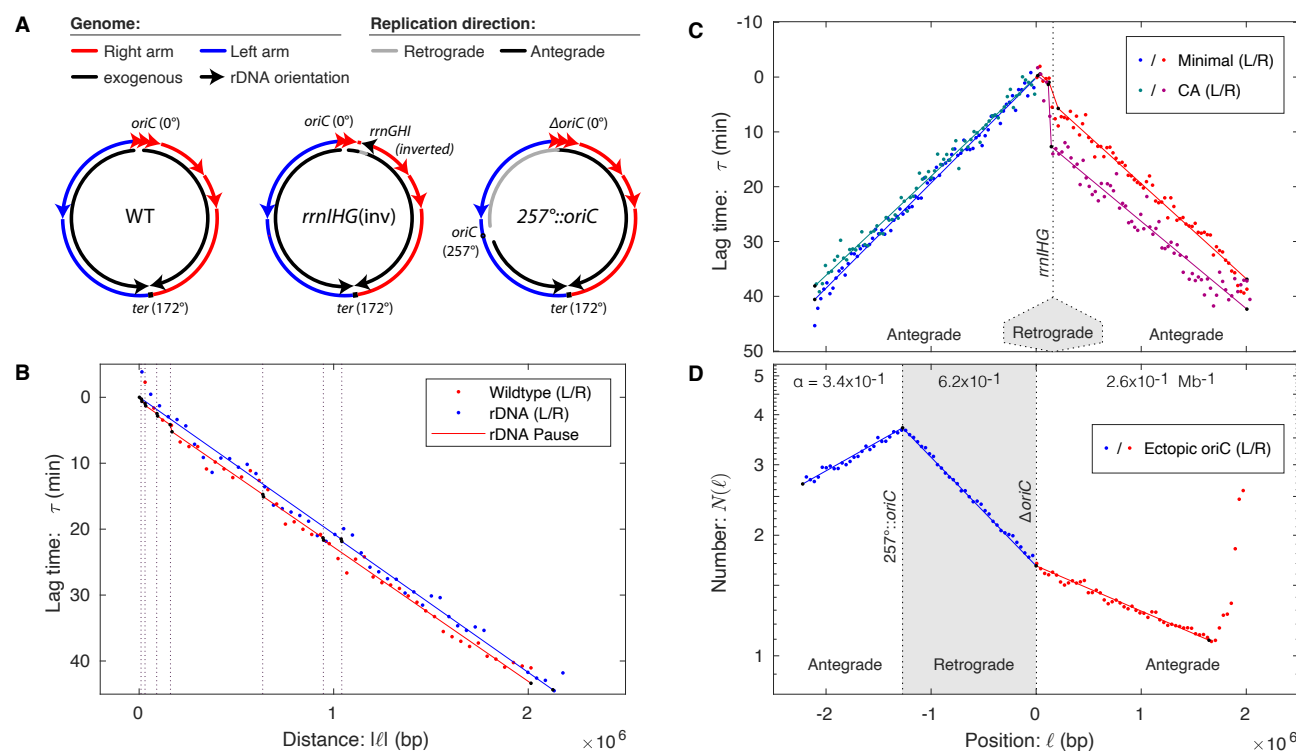 A
Genome:
Replication direction:
Right arm
Left arm
Retrograde
Antegrade
exogenous
rDNA orientation
oriC (0°)
WT
ter (172°)
oriC (0°)
rrnGHI
(inverted)
rrnIHG(inv)
ter (172°)
ΔoriC (0°)
257°::oriC
oriC
(257°)
ter (172°)
B
Wildtype (L/R)
rDNA (L/R)
rDNA Pause
Lag time: τ (min)
0
10
20
30
40
0
1
2
×10⁶
Distance: |ℓ| (bp)
C
Minimal (L/R)
CA (L/R)
Lag time: τ (min)
-10
0
10
20
30
40
50
rrnIHG
Antegrade
Retrograde
Antegrade
D
α = 3.4x10⁻¹
6.2x10⁻¹
2.6x10⁻¹ Mb⁻¹
Ectopic oriC (L/R)
Number: N(ℓ)
5
4
3
2
1
257°::oriC
ΔoriC
Antegrade
Retrograde
Antegrade
-2
-1
0
1
2
×10⁶
Position: ℓ (bp)